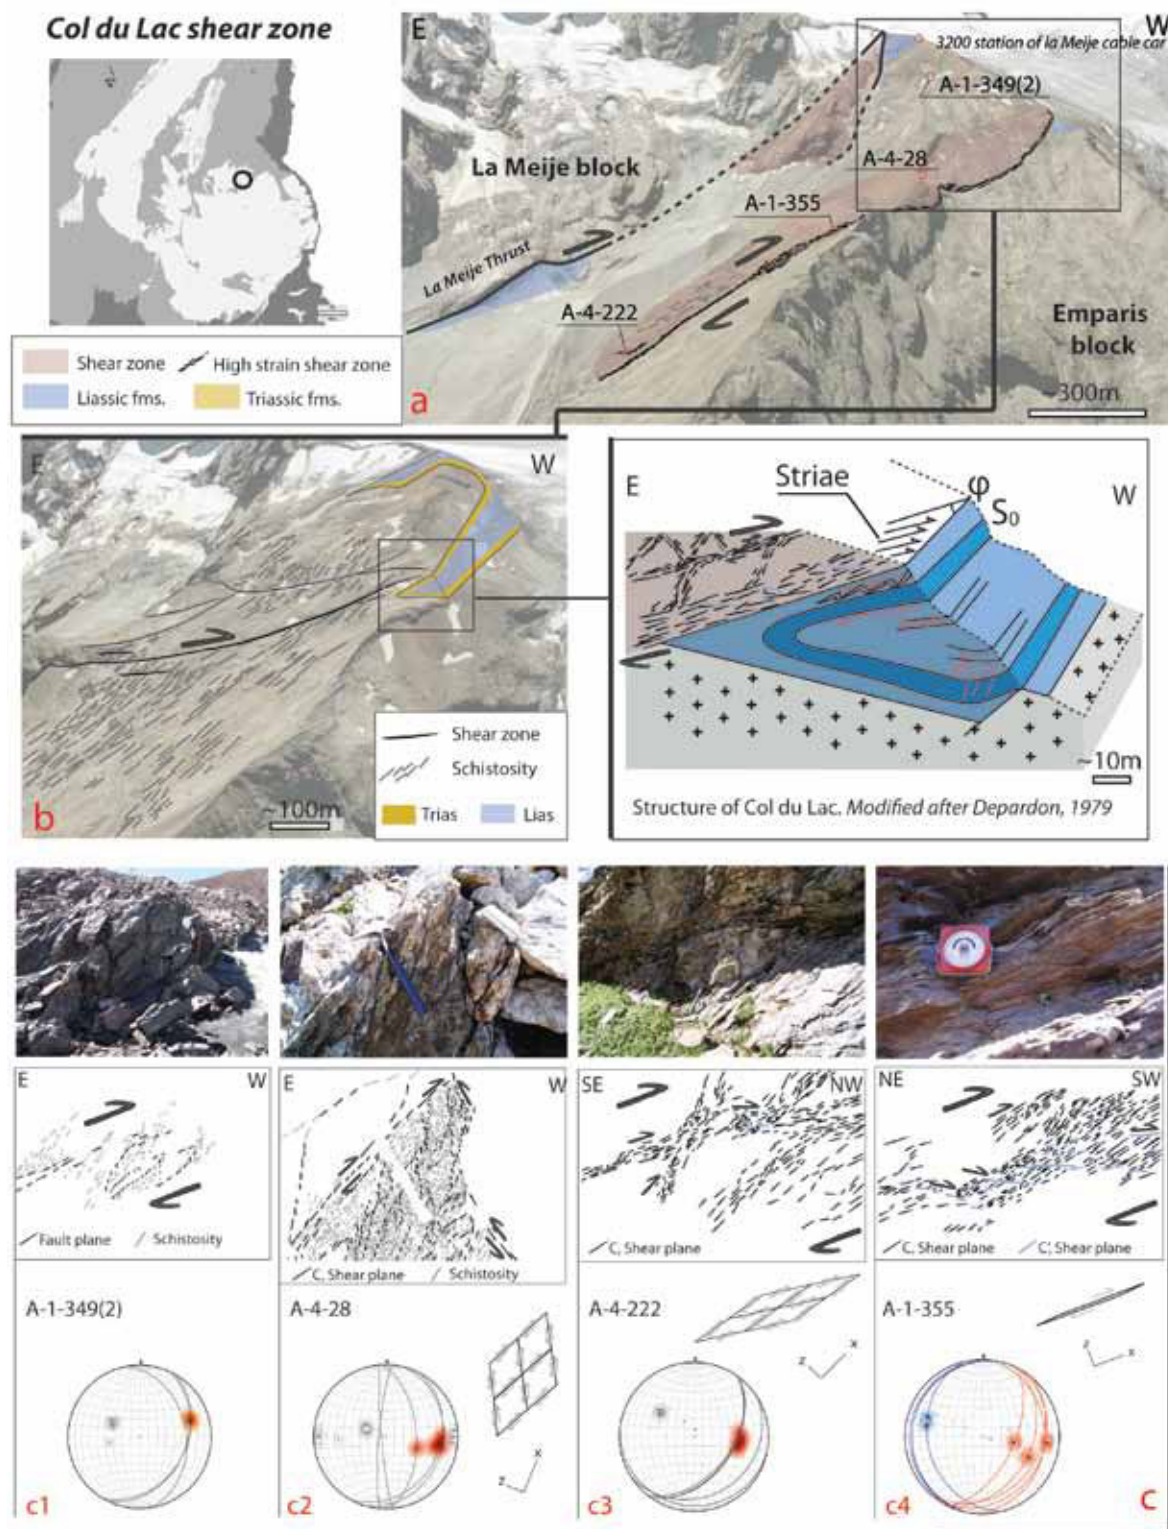 Col du Lac shear zone
E
W
3200 station of la Meije cable car
A-1-349(2)
La Meije block
A-4-28
A-1-355
La Meije Thrust
A-4-222
Emparis
block
~300m
a
Shear zone
High strain shear zone
Liassic fms.
Triassic fms.
E
W
Shear zone
Schistosity
Trias
Lias
~100m
b
E
Striae
φ
S0
W
~10m
Structure of Col du Lac. Modified after Depardon, 1979
E
W
Fault plane
Schistosity
E
W
C, Shear plane
Schistosity
SE
NW
C, Shear plane
NE
SW
C, Shear plane
C', Shear plane
A-1-349(2)
A-4-28
A-4-222
A-1-355
z
x
z
x
z
x
c1
c2
c3
c4
c